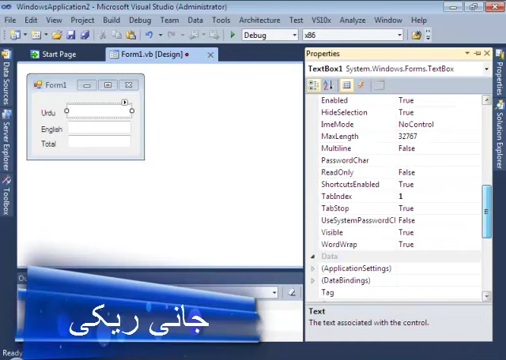 WindowsApplication2 - Microsoft Visual Studio (Administrator)
File Edit View Project Build Debug Team Data Tools Architecture Test VS10x Analyze Window Help
Debug x86
Start Page Form1.vb [Design]
Data Sources
Server Explorer
Toolbox
Form1
Urdu
English
Total
Properties
TextBox1 System.Windows.Forms.TextBox
Enabled True
HideSelection True
ImeMode NoControl
MaxLength 32767
Multiline False
PasswordChar
ReadOnly False
ShortcutsEnabled True
TabIndex 1
TabStop True
UseSystemPasswordCl False
Visible True
WordWrap True
Data
(ApplicationSettings)
(DataBindings)
Tag
Text
The text associated with the control.
Properties
Solution Explorer
جانی ریکی
Ready